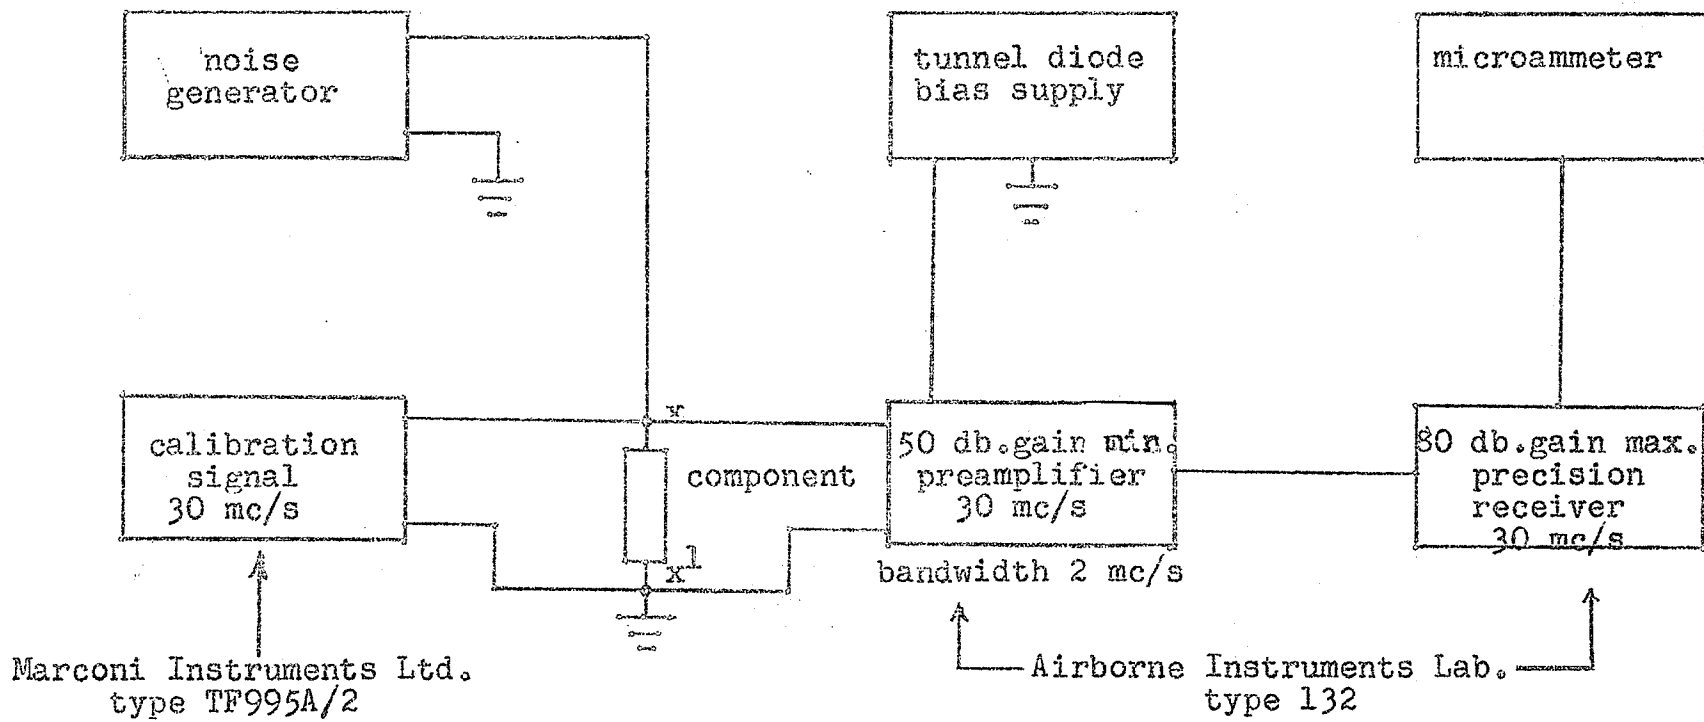 noise
generator
tunnel diode
bias supply
microammeter
calibration
signal
30 mc/s
x
component
x1
50 db.gain min.
preamplifier
30 mc/s
bandwidth 2 mc/s
80 db.gain max.
precision
receiver
30 mc/s
Marconi Instruments Ltd.
type TF995A/2
Airborne Instruments Lab.
type 132